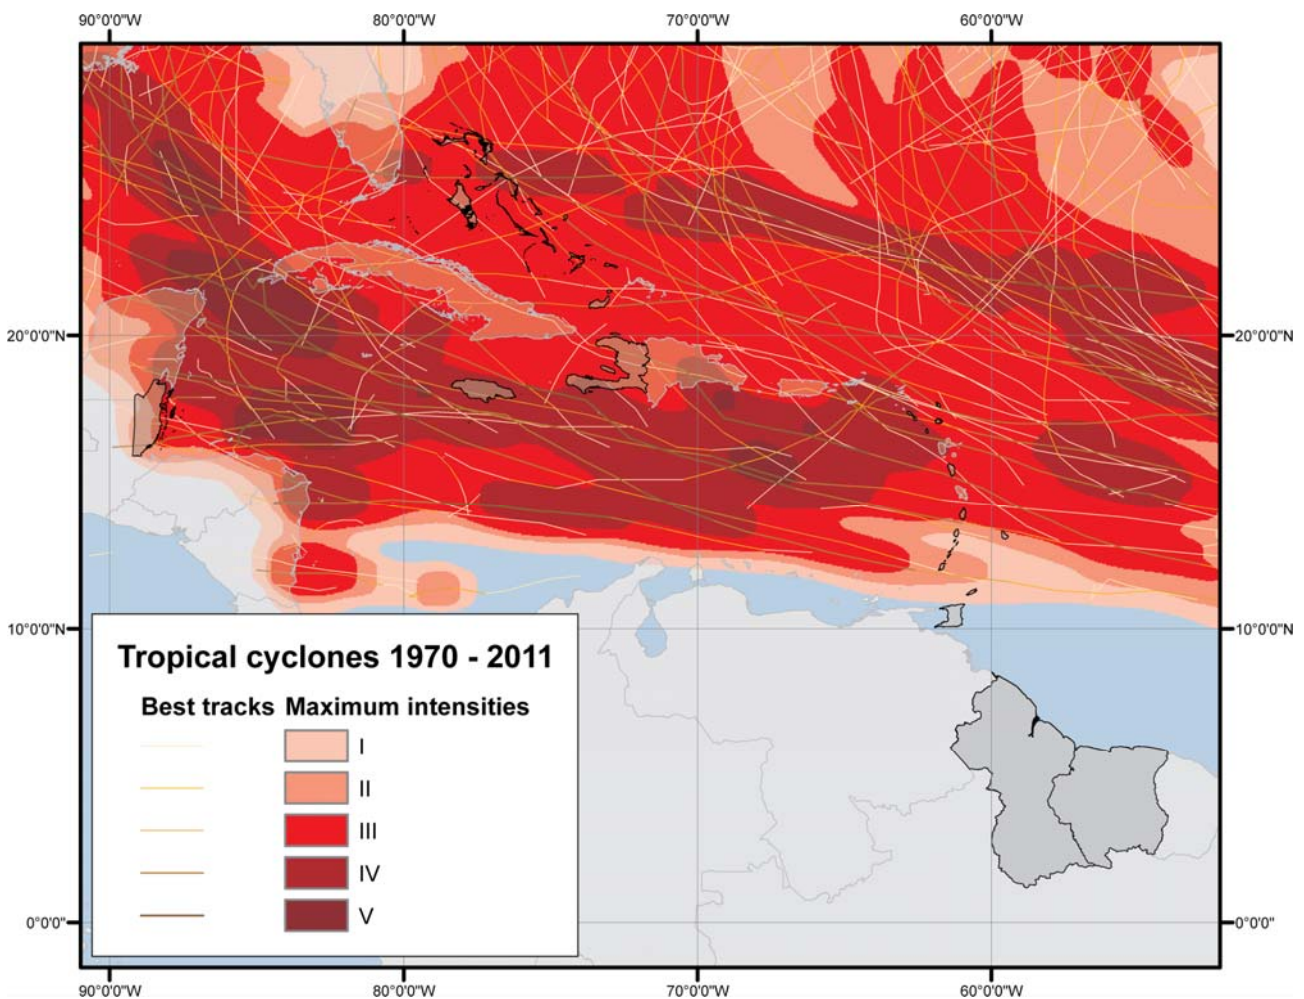 90°0'0"W 80°0'0"W 70°0'0"W 60°0'0"W
20°0'0"N 20°0'0"N
10°0'0"N 10°0'0"N
Tropical cyclones 1970 - 2011
Best tracks Maximum intensities
I
II
III
IV
V
0°0'0" 0°0'0"
90°0'0"W 80°0'0"W 70°0'0"W 60°0'0"W